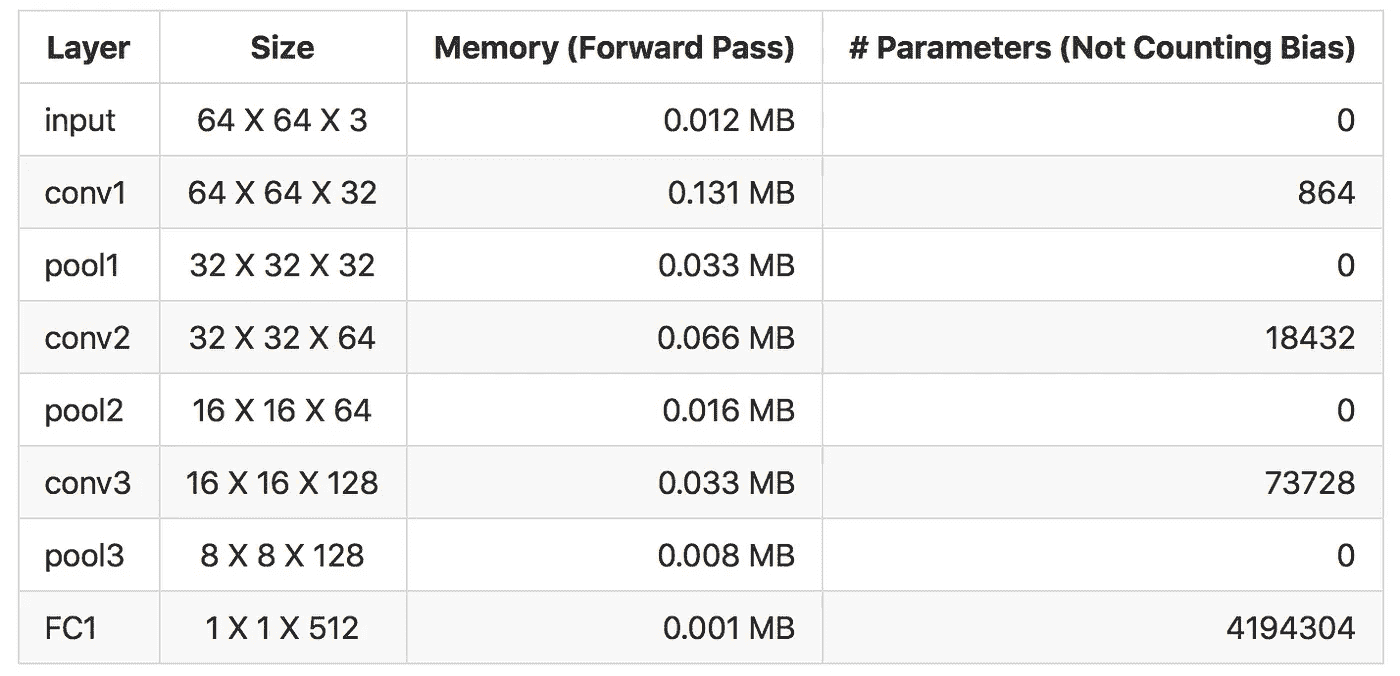 Layer Size Memory (Forward Pass) # Parameters (Not Counting Bias)
input 64 X 64 X 3 0.012 MB 0
conv1 64 X 64 X 32 0.131 MB 864
pool1 32 X 32 X 32 0.033 MB 0
conv2 32 X 32 X 64 0.066 MB 18432
pool2 16 X 16 X 64 0.016 MB 0
conv3 16 X 16 X 128 0.033 MB 73728
pool3 8 X 8 X 128 0.008 MB 0
FC1 1 X 1 X 512 0.001 MB 4194304